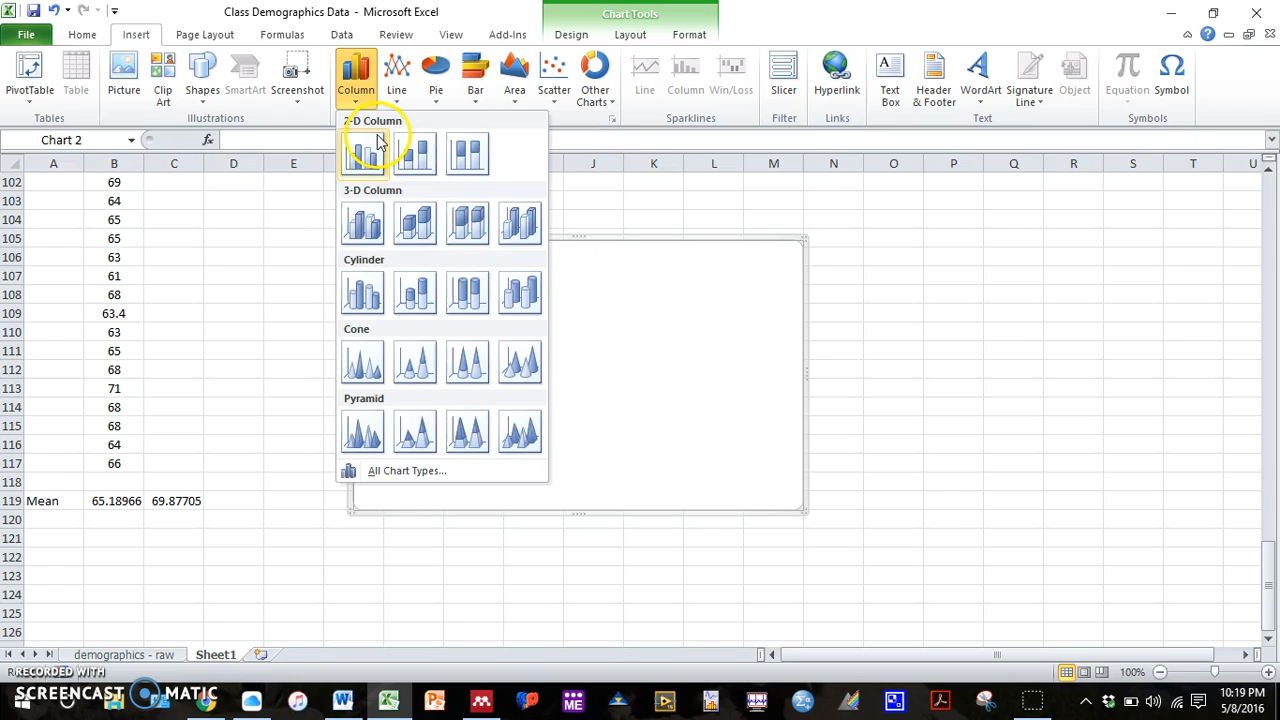 Class Demographics Data - Microsoft Excel
Chart Tools
File Home Insert Page Layout Formulas Data Review View Add-Ins Design Layout Format
PivotTable Table Picture Clip Art Shapes SmartArt Screenshot Column Line Pie Bar Area Scatter Other Charts Line Column Win/Loss Slicer Hyperlink Text Box Header & Footer WordArt Signature Line Object Equation Symbol
Tables Illustrations Sparklines Filter Links Text Symbols
Chart 2 fx
2-D Column
3-D Column
Cylinder
Cone
Pyramid
All Chart Types...
A B C D E J K L M N O P Q R S T U
102 69
103 64
104 65
105 65
106 63
107 61
108 68
109 63.4
110 63
111 65
112 68
113 71
114 68
115 68
116 64
117 66
118
119 Mean 65.18966 69.87705
120
121
122
123
124
125
126
demographics - raw Sheet1
100%
RECORDED WITH
SCREENCAST MATIC
W P ME Σ
10:19 PM
5/8/2016